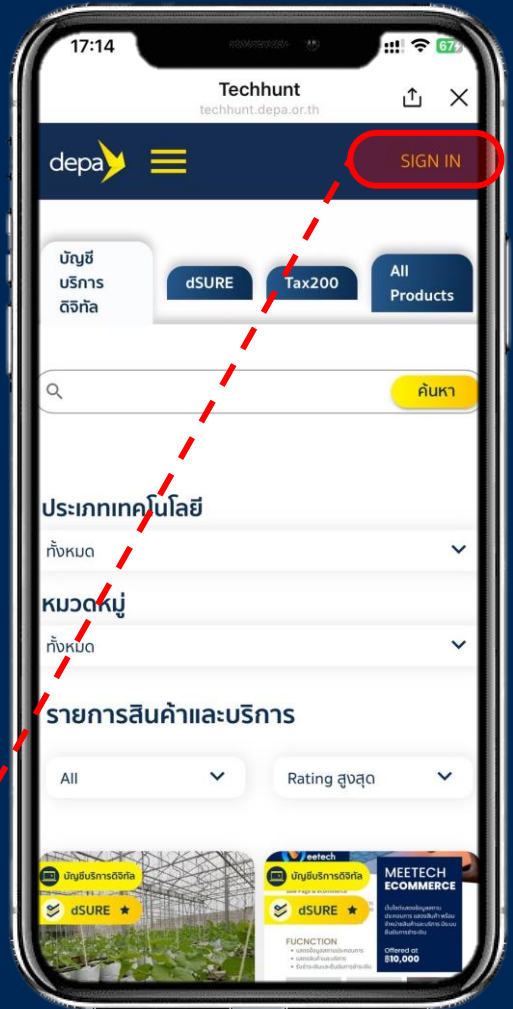 17:14
67
Techhunt
techhunt.depa.or.th
depa
SIGN IN
บัญชี
บริการ
ดิจิทัล
dSURE
Tax200
All
Products
ค้นหา
ประเภทเทคโนโลยี
ทั้งหมด
หมวดหมู่
ทั้งหมด
รายการสินค้าและบริการ
All
Rating สูงสุด
บัญชีบริการดิจิทัล
dSURE
eetech
บัญชีบริการดิจิทัล
dSURE
MEETECH
ECOMMERCE
FUCNCTION
Offered at
฿10,000